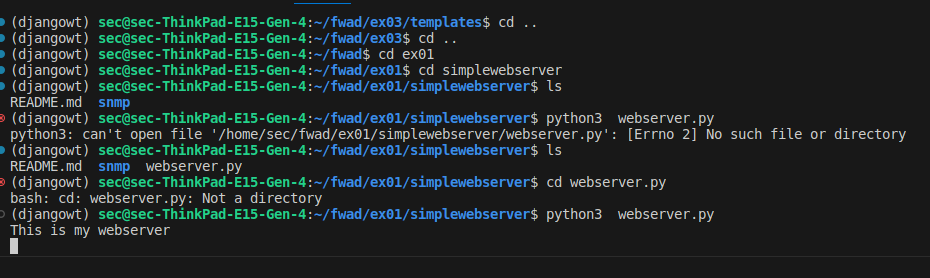 (djangowt) sec@sec-ThinkPad-E15-Gen-4:~/fwad/ex03/templates$ cd ..
(djangowt) sec@sec-ThinkPad-E15-Gen-4:~/fwad/ex03$ cd ..
(djangowt) sec@sec-ThinkPad-E15-Gen-4:~/fwad$ cd ex01
(djangowt) sec@sec-ThinkPad-E15-Gen-4:~/fwad/ex01$ cd simplewebserver
(djangowt) sec@sec-ThinkPad-E15-Gen-4:~/fwad/ex01/simplewebserver$ ls
README.md  snmp
(djangowt) sec@sec-ThinkPad-E15-Gen-4:~/fwad/ex01/simplewebserver$ python3  webserver.py
python3: can't open file '/home/sec/fwad/ex01/simplewebserver/webserver.py': [Errno 2] No such file or directory
(djangowt) sec@sec-ThinkPad-E15-Gen-4:~/fwad/ex01/simplewebserver$ ls
README.md  snmp  webserver.py
(djangowt) sec@sec-ThinkPad-E15-Gen-4:~/fwad/ex01/simplewebserver$ cd webserver.py
bash: cd: webserver.py: Not a directory
(djangowt) sec@sec-ThinkPad-E15-Gen-4:~/fwad/ex01/simplewebserver$ python3  webserver.py
This is my webserver